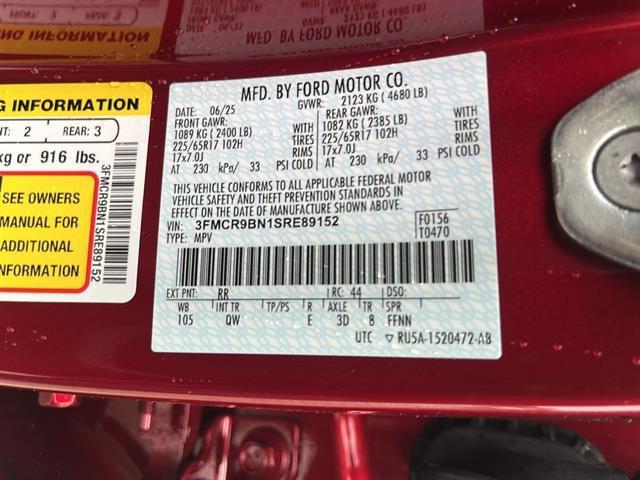 MFD. BY FORD MOTOR CO.
DATE: 06/25 GVWR: 2123 KG (4680 LB)
FRONT GAWR: REAR GAWR:
1089 KG (2400 LB) 1082 KG (2385 LB)
225/65R17 102H TIRES 225/65R17 102H TIRES
17x7.0J RIMS 17x7.0J RIMS
AT 230 kPa/ 33 PSI COLD AT 230 kPa/ 33 PSI COLD
THIS VEHICLE CONFORMS TO ALL APPLICABLE FEDERAL MOTOR
VEHICLE SAFETY AND THEFT PREVENTION STANDARDS IN
EFFECT ON THE DATE OF MANUFACTURE SHOWN ABOVE.
VIN: 3FMCR9BN1SRE89152 F0156
TYPE: MPV T0470
EXT PNT: RR RC: 44 DSO:
WB INT TR TP/PS R AXLE TR SPR
105 QW E 3D 8 FFNN
UTC ▽ RU5A-1520472-AB
INFORMATION
2 REAR: 3
kg or 916 lbs.
SEE OWNERS
MANUAL FOR
ADDITIONAL
INFORMATION
3FMCR9BN1SRE89152